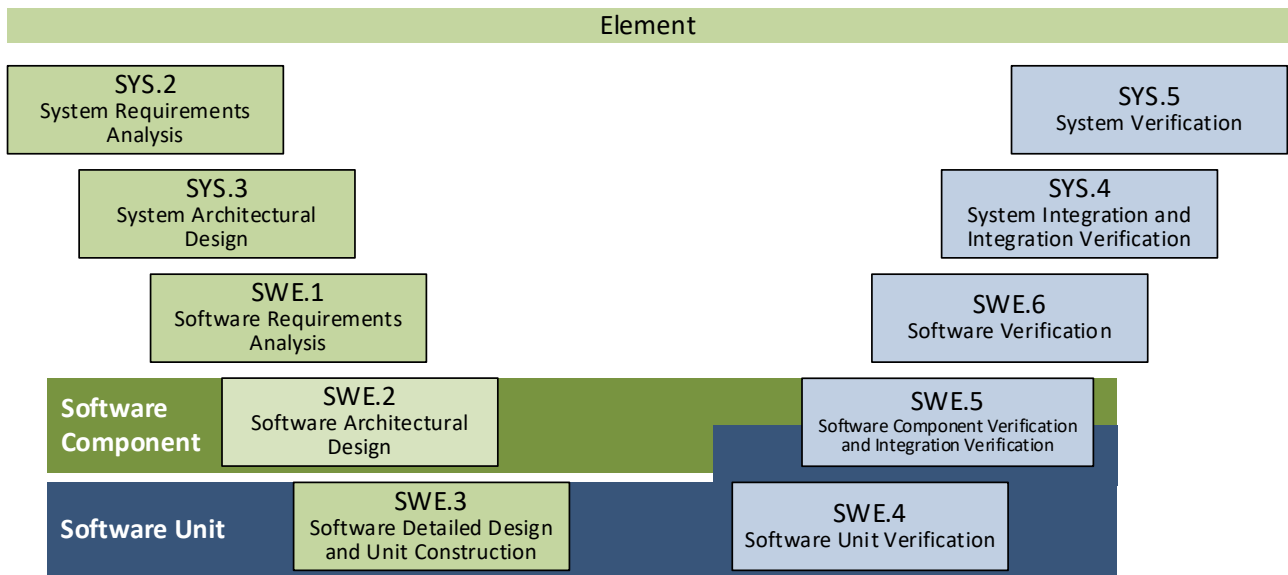 Element
SYS.2
System Requirements
Analysis
SYS.5
System Verification
SYS.3
System Architectural
Design
SYS.4
System Integration and
Integration Verification
SWE.1
Software Requirements
Analysis
SWE.6
Software Verification
Software
Component
SWE.2
Software Architectural
Design
SWE.5
Software Component Verification
and Integration Verification
Software Unit
SWE.3
Software Detailed Design
and Unit Construction
SWE.4
Software Unit Verification